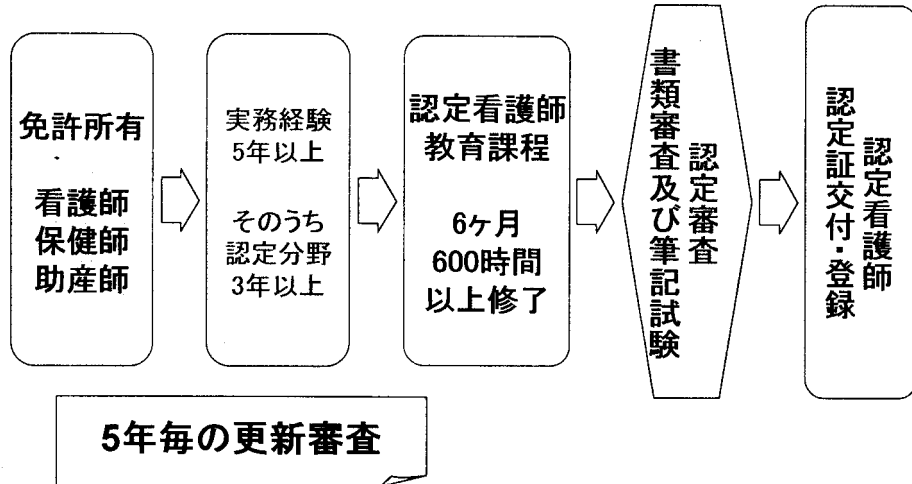 免許所有
看護師
保健師
助産師
実務経験
5年以上
そのうち
認定分野
3年以上
認定看護師
教育課程
6ヶ月
600時間
以上修了
認定審査
書類審査及び筆記試験
認定看護師
認定証交付・登録
5年毎の更新審査